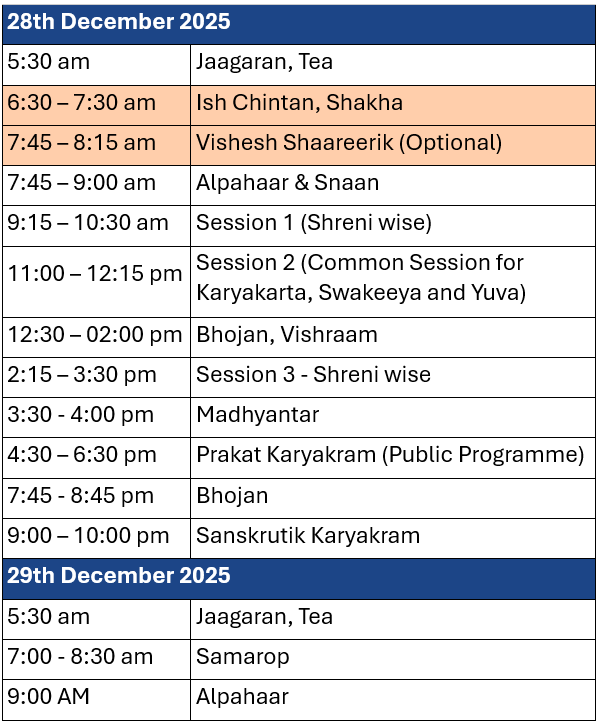 28th December 2025
5:30 am Jaagaran, Tea
6:30 – 7:30 am Ish Chintan, Shakha
7:45 – 8:15 am Vishesh Shaareerik (Optional)
7:45 – 9:00 am Alpahaar & Snaan
9:15 – 10:30 am Session 1 (Shreni wise)
11:00 – 12:15 pm Session 2 (Common Session for
Karyakarta, Swakeeya and Yuva)
12:30 – 02:00 pm Bhojan, Vishraam
2:15 – 3:30 pm Session 3 - Shreni wise
3:30 - 4:00 pm Madhyantar
4:30 – 6:30 pm Prakat Karyakram (Public Programme)
7:45 - 8:45 pm Bhojan
9:00 – 10:00 pm Sanskrutik Karyakram
29th December 2025
5:30 am Jaagaran, Tea
7:00 - 8:30 am Samarop
9:00 AM Alpahaar